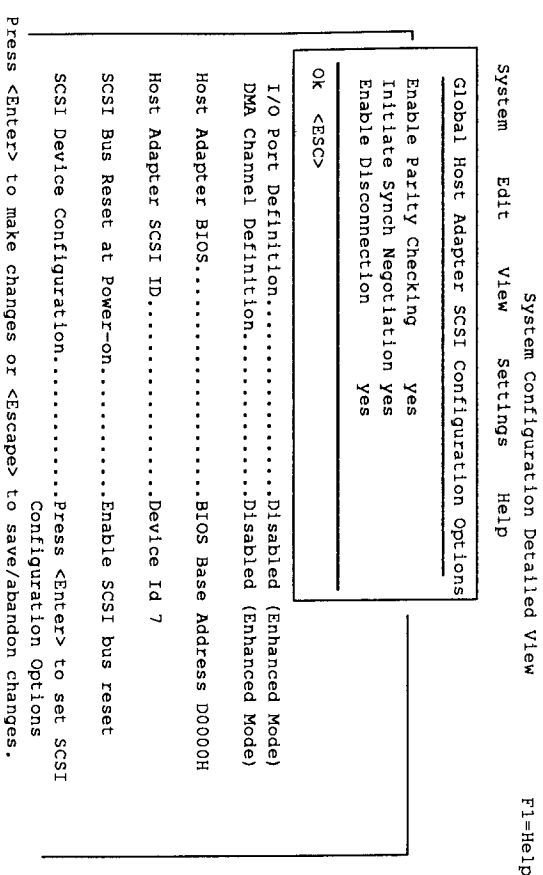 System Configuration Detailed View F1=Help
System Edit View Settings Help
Global Host Adapter SCSI Configuration Options
Enable Parity Checking yes
Initiate Synch Negotiation yes
Enable Disconnection yes
Ok <ESC>
I/O Port Definition...................Disabled (Enhanced Mode)
DMA Channel Definition................Disabled (Enhanced Mode)
Host Adapter BIOS.......................BIOS Base Address D0000H
Host Adapter SCSI ID....................Device Id 7
SCSI Bus Reset at Power-on............Enable SCSI bus reset
SCSI Device Configuration.............Press <Enter> to set SCSI
Configuration Options
Press <Enter> to make changes or <Escape> to save/abandon changes.